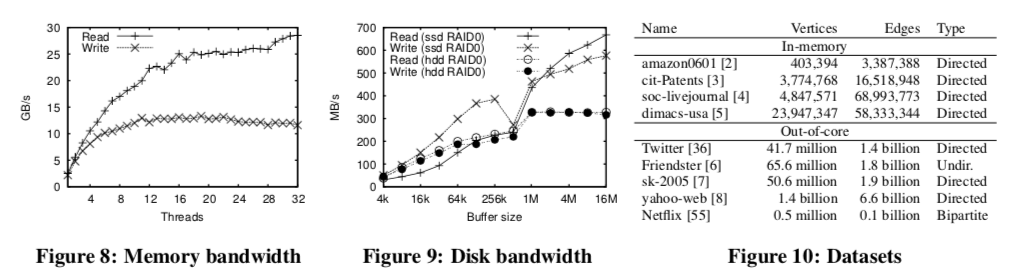 30
25
20
15
10
5
0
GB/s
Read
Write
4 8 12 16 20 24 28 32
Threads
Figure 8: Memory bandwidth
700
600
500
400
300
200
100
0
MB/s
Read (ssd RAID0)
Write (ssd RAID0)
Read (hdd RAID0)
Write (hdd RAID0)
4k 16k 64k 256k 1M 4M 16M
Buffer size
Figure 9: Disk bandwidth
Name Vertices Edges Type
In-memory
amazon0601 [2] 403,394 3,387,388 Directed
cit-Patents [3] 3,774,768 16,518,948 Directed
soc-livejournal [4] 4,847,571 68,993,773 Directed
dimacs-usa [5] 23,947,347 58,333,344 Directed
Out-of-core
Twitter [36] 41.7 million 1.4 billion Directed
Friendster [6] 65.6 million 1.8 billion Undir.
sk-2005 [7] 50.6 million 1.9 billion Directed
yahoo-web [8] 1.4 billion 6.6 billion Directed
Netflix [55] 0.5 million 0.1 billion Bipartite
Figure 10: Datasets